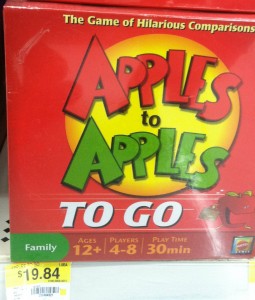 The Game of Hilarious Comparisons
APPLES
to
APPLES
TO GO
Family
AGES PLAYERS PLAY TIME
12+ 4-8 30min
$19.84